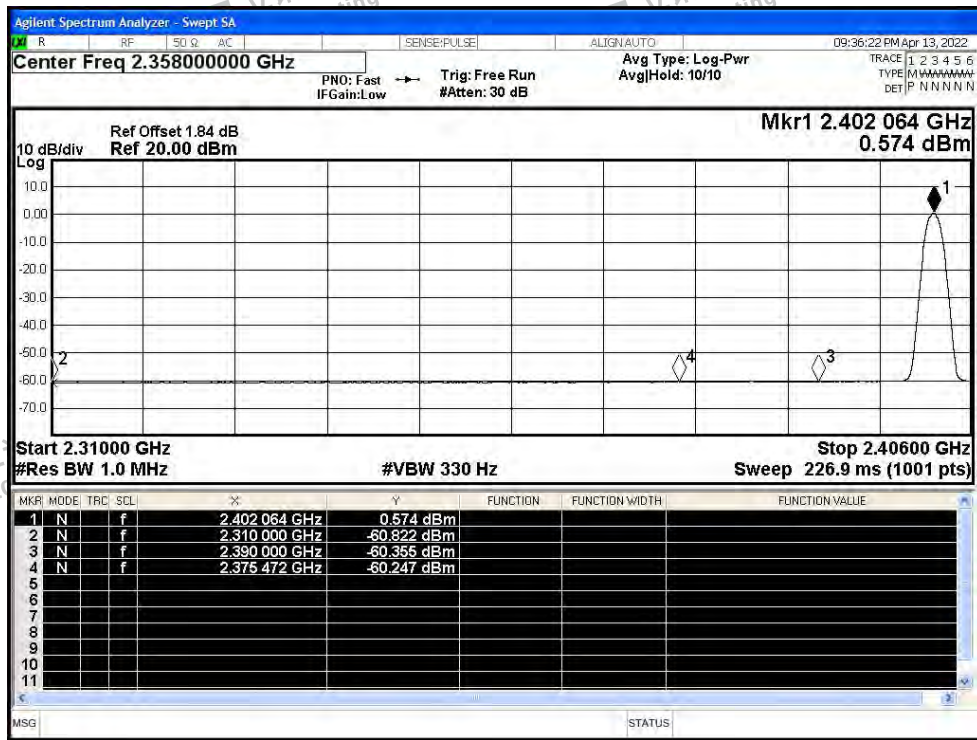 Agilent Spectrum Analyzer - Swept SA
LXI R RF 50 Ω AC SENSE:PULSE ALIGNAUTO 09:36:22 PM Apr 13, 2022
Center Freq 2.358000000 GHz
PNO: Fast
IFGain:Low
Trig: Free Run
#Atten: 30 dB
Avg Type: Log-Pwr
Avg|Hold: 10/10
TRACE 1 2 3 4 5 6
TYPE MWWWWW
DET P N N N N N
Mkr1 2.402 064 GHz
0.574 dBm
Ref Offset 1.84 dB
10 dB/div Ref 20.00 dBm
Log
10.0
1
0.00
-10.0
-20.0
-30.0
-40.0
-50.0
2 4 3
-60.0
-70.0
Start 2.31000 GHz Stop 2.40600 GHz
#Res BW 1.0 MHz #VBW 330 Hz Sweep 226.9 ms (1001 pts)
MKR MODE TRC SCL X Y FUNCTION FUNCTION WIDTH FUNCTION VALUE
1 N f 2.402 064 GHz 0.574 dBm
2 N f 2.310 000 GHz -60.822 dBm
3 N f 2.390 000 GHz -60.355 dBm
4 N f 2.375 472 GHz -60.247 dBm
5
6
7
8
9
10
11
MSG STATUS